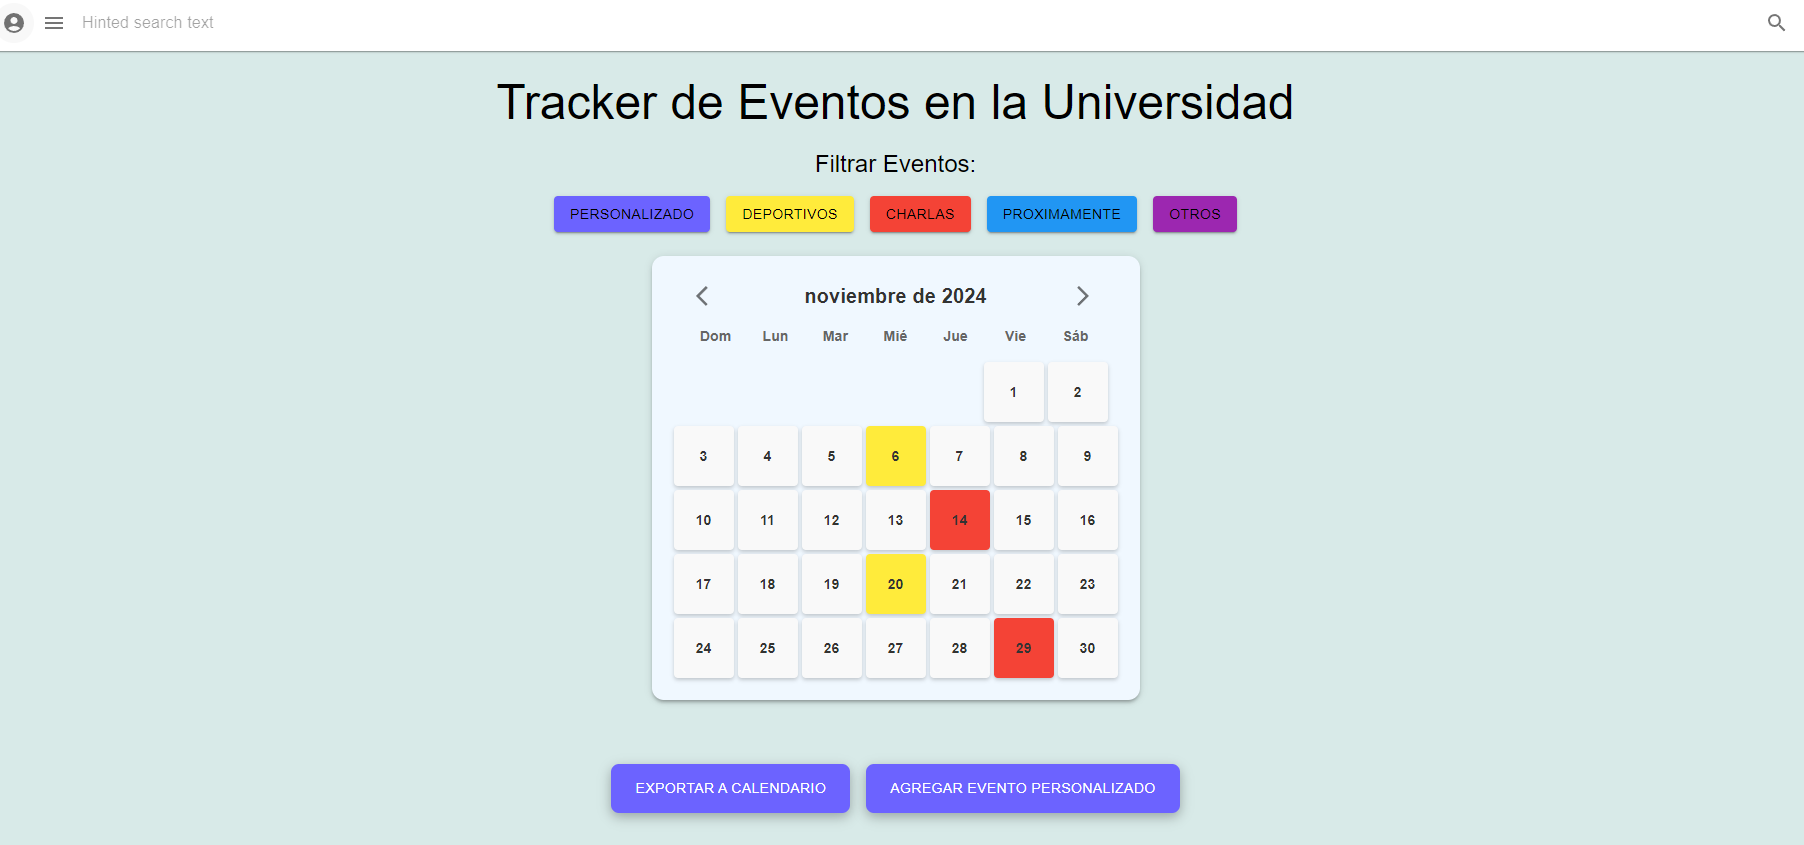 Hinted search text
Tracker de Eventos en la Universidad
Filtrar Eventos:
PERSONALIZADO DEPORTIVOS CHARLAS PROXIMAMENTE OTROS
noviembre de 2024
Dom Lun Mar Mié Jue Vie Sáb
1 2
3 4 5 6 7 8 9
10 11 12 13 14 15 16
17 18 19 20 21 22 23
24 25 26 27 28 29 30
EXPORTAR A CALENDARIO AGREGAR EVENTO PERSONALIZADO